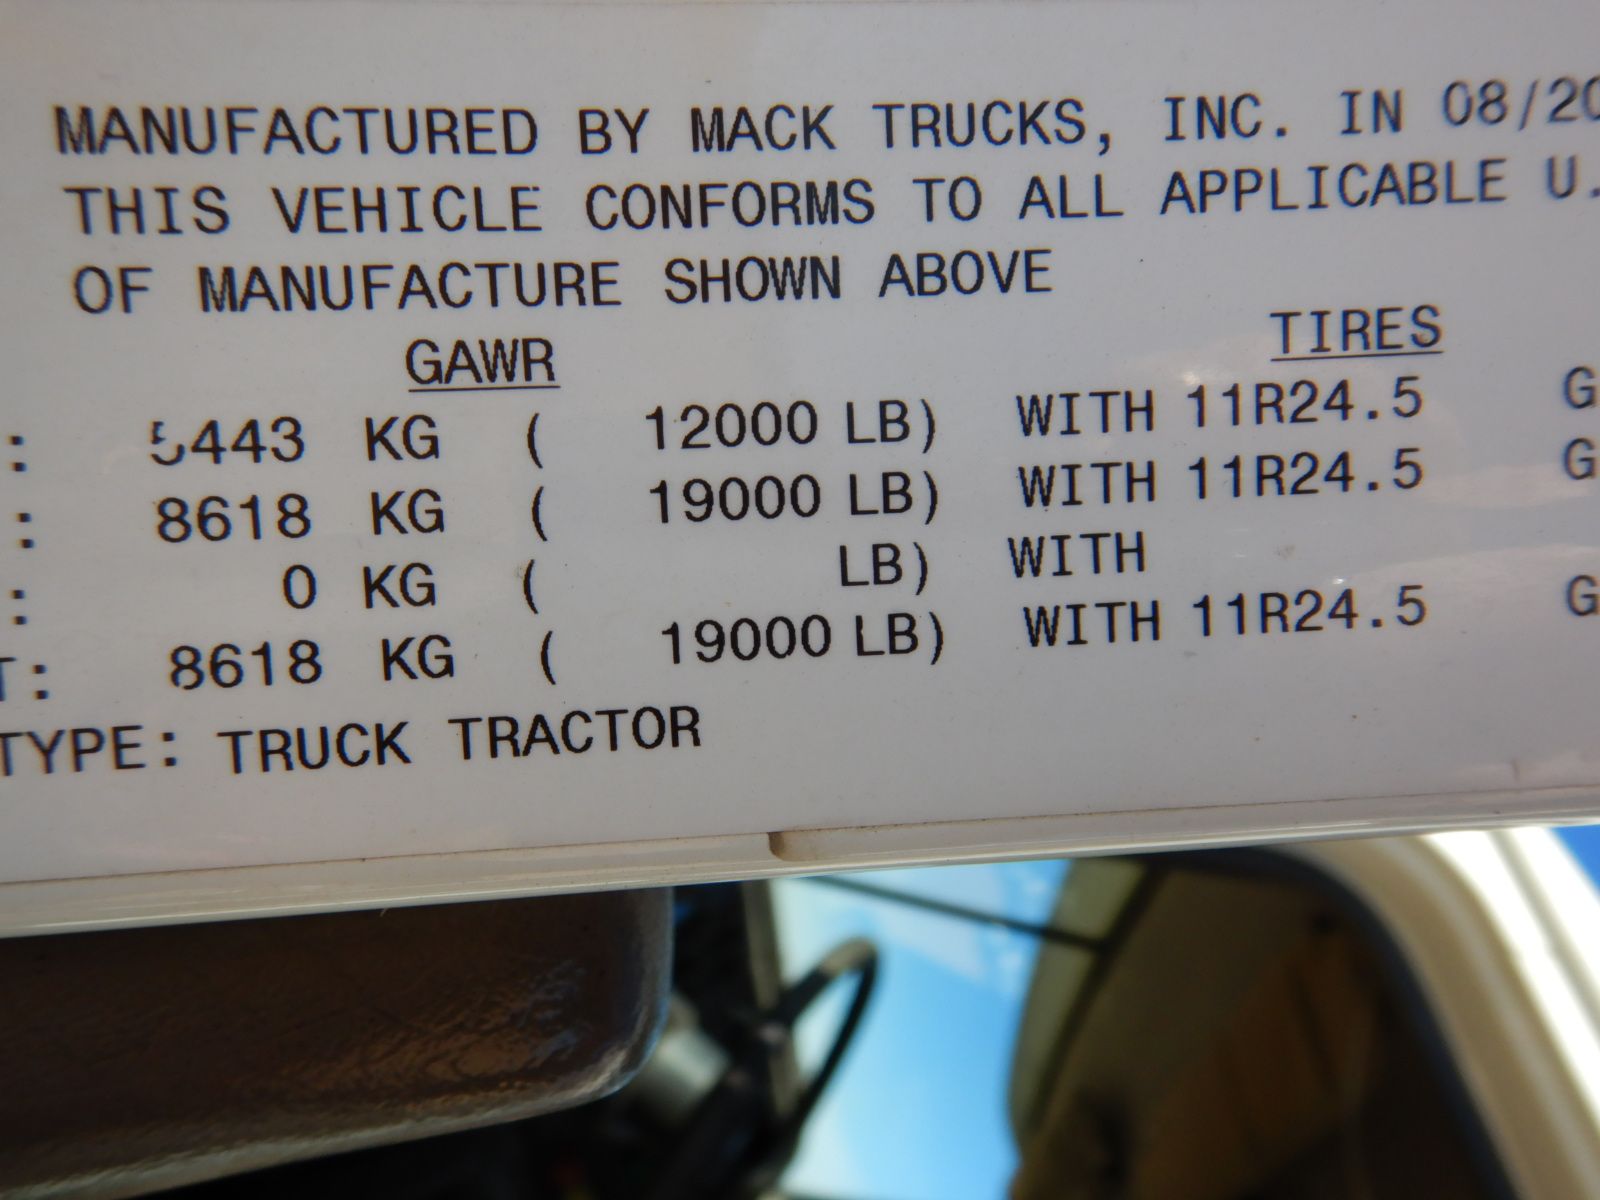 MANUFACTURED BY MACK TRUCKS, INC. IN 08/20
THIS VEHICLE CONFORMS TO ALL APPLICABLE U.
OF MANUFACTURE SHOWN ABOVE
GAWR TIRES
: 5443 KG ( 12000 LB) WITH 11R24.5 G
: 8618 KG ( 19000 LB) WITH 11R24.5 G
: 0 KG ( LB) WITH
T: 8618 KG ( 19000 LB) WITH 11R24.5 G
TYPE: TRUCK TRACTOR